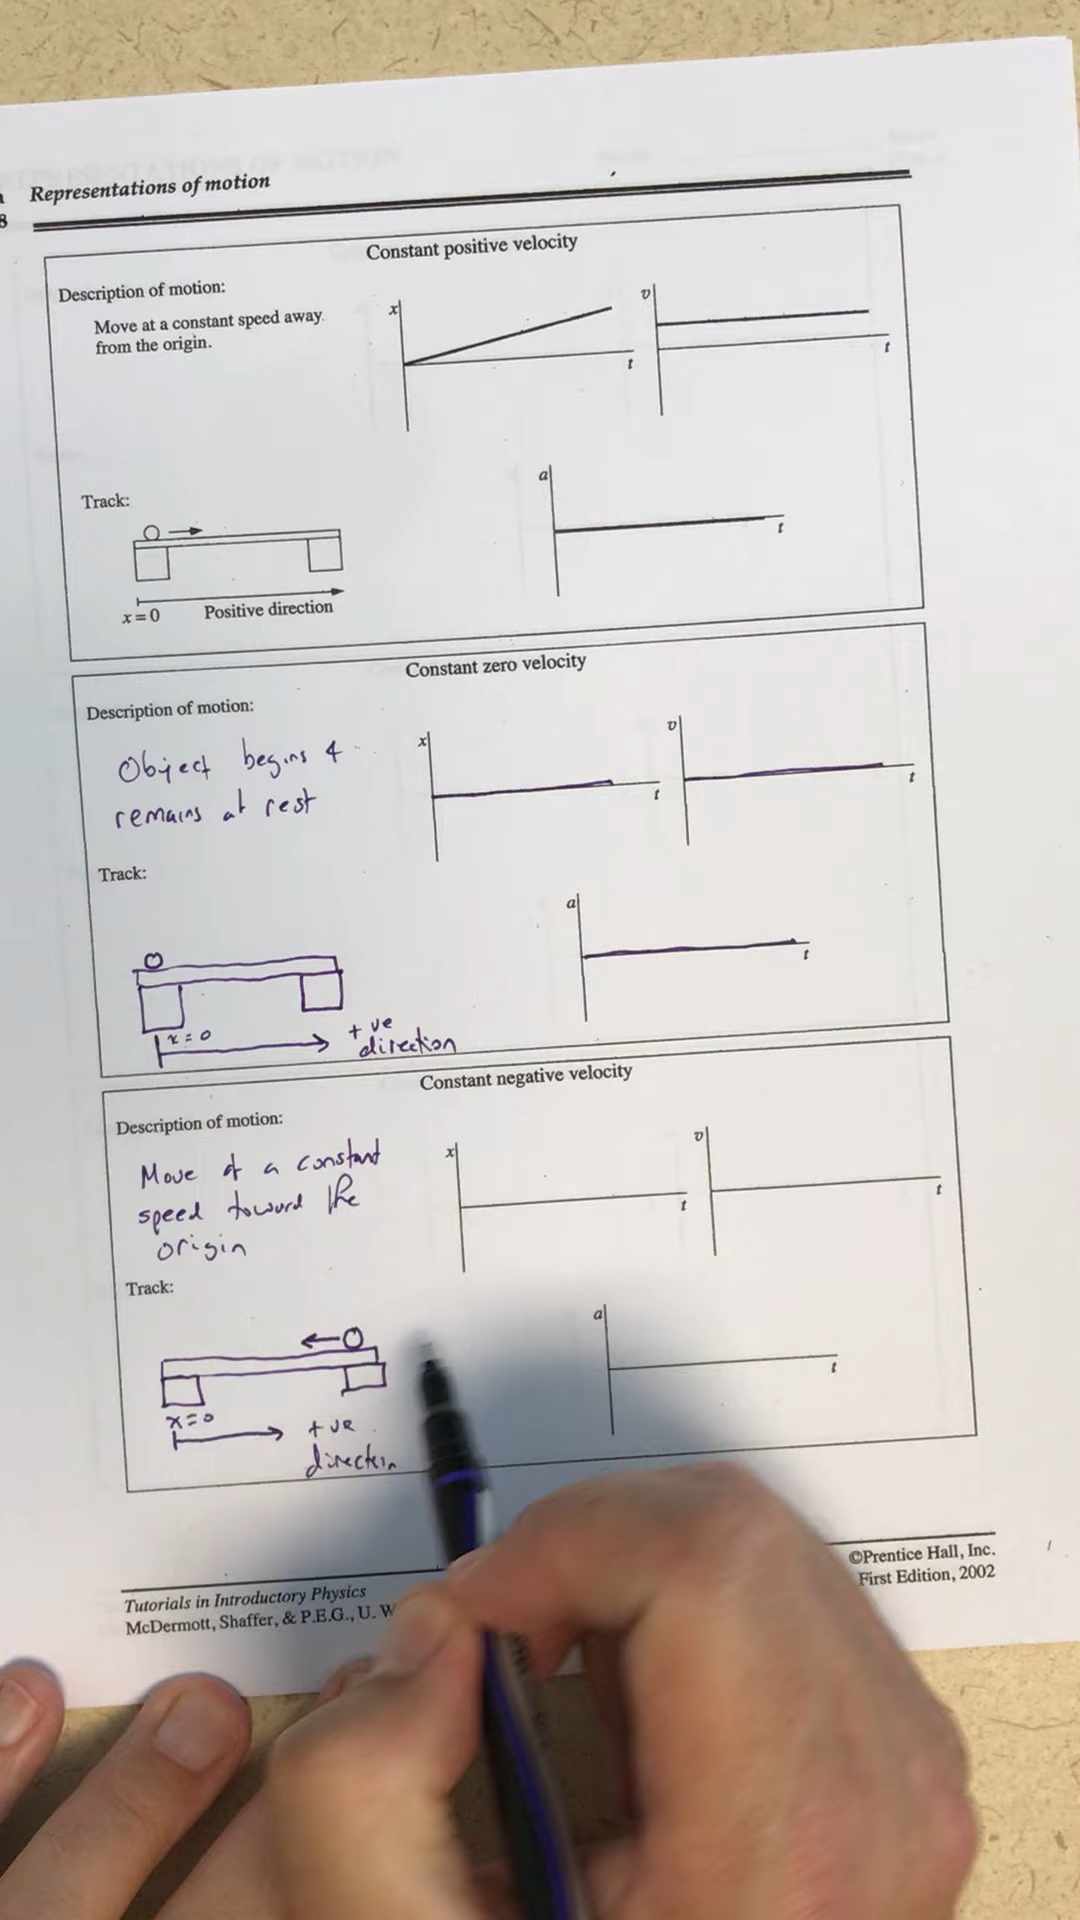 8
Representations of motion
Constant positive velocity
Description of motion:
Move at a constant speed away
from the origin.
x
t
v
t
Track:
a
t
x = 0
Positive direction
Constant zero velocity
Description of motion:
Object begins &
remains at rest
x
t
v
t
Track:
a
t
x = 0
+ ve
direction
Constant negative velocity
Description of motion:
Move at a constant
speed toward the
origin
x
t
v
t
Track:
a
t
x = 0
+ ve
direction
©Prentice Hall, Inc.
First Edition, 2002
Tutorials in Introductory Physics
McDermott, Shaffer, & P.E.G., U. W